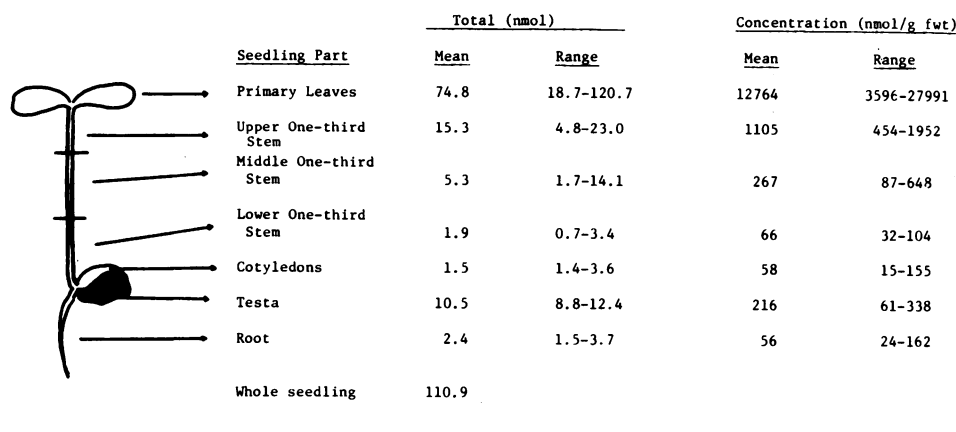 Total (nmol) Concentration (nmol/g fwt)
Seedling Part Mean Range Mean Range
Primary Leaves 74.8 18.7-120.7 12764 3596-27991
Upper One-third 15.3 4.8-23.0 1105 454-1952
Stem
Middle One-third
Stem 5.3 1.7-14.1 267 87-648
Lower One-third
Stem 1.9 0.7-3.4 66 32-104
Cotyledons 1.5 1.4-3.6 58 15-155
Testa 10.5 8.8-12.4 216 61-338
Root 2.4 1.5-3.7 56 24-162
Whole seedling 110.9